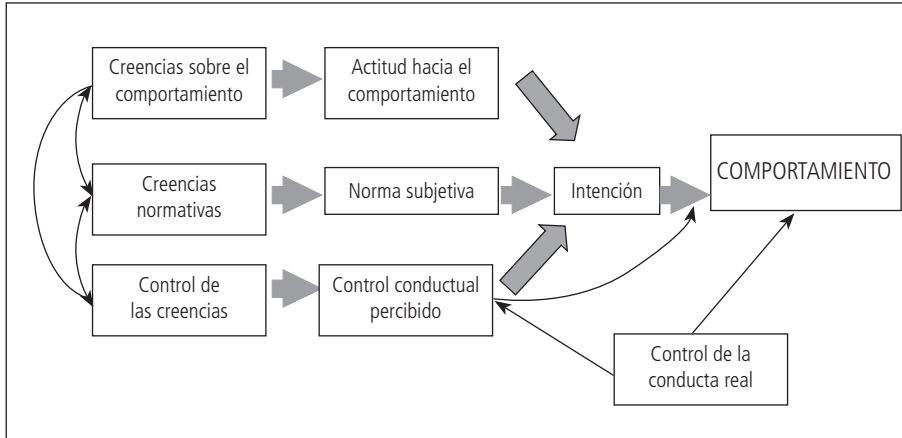 Creencias sobre el
comportamiento
Actitud hacia el
comportamiento
Creencias
normativas
Norma subjetiva
Intención
COMPORTAMIENTO
Control de
las creencias
Control conductual
percibido
Control de la
conducta real